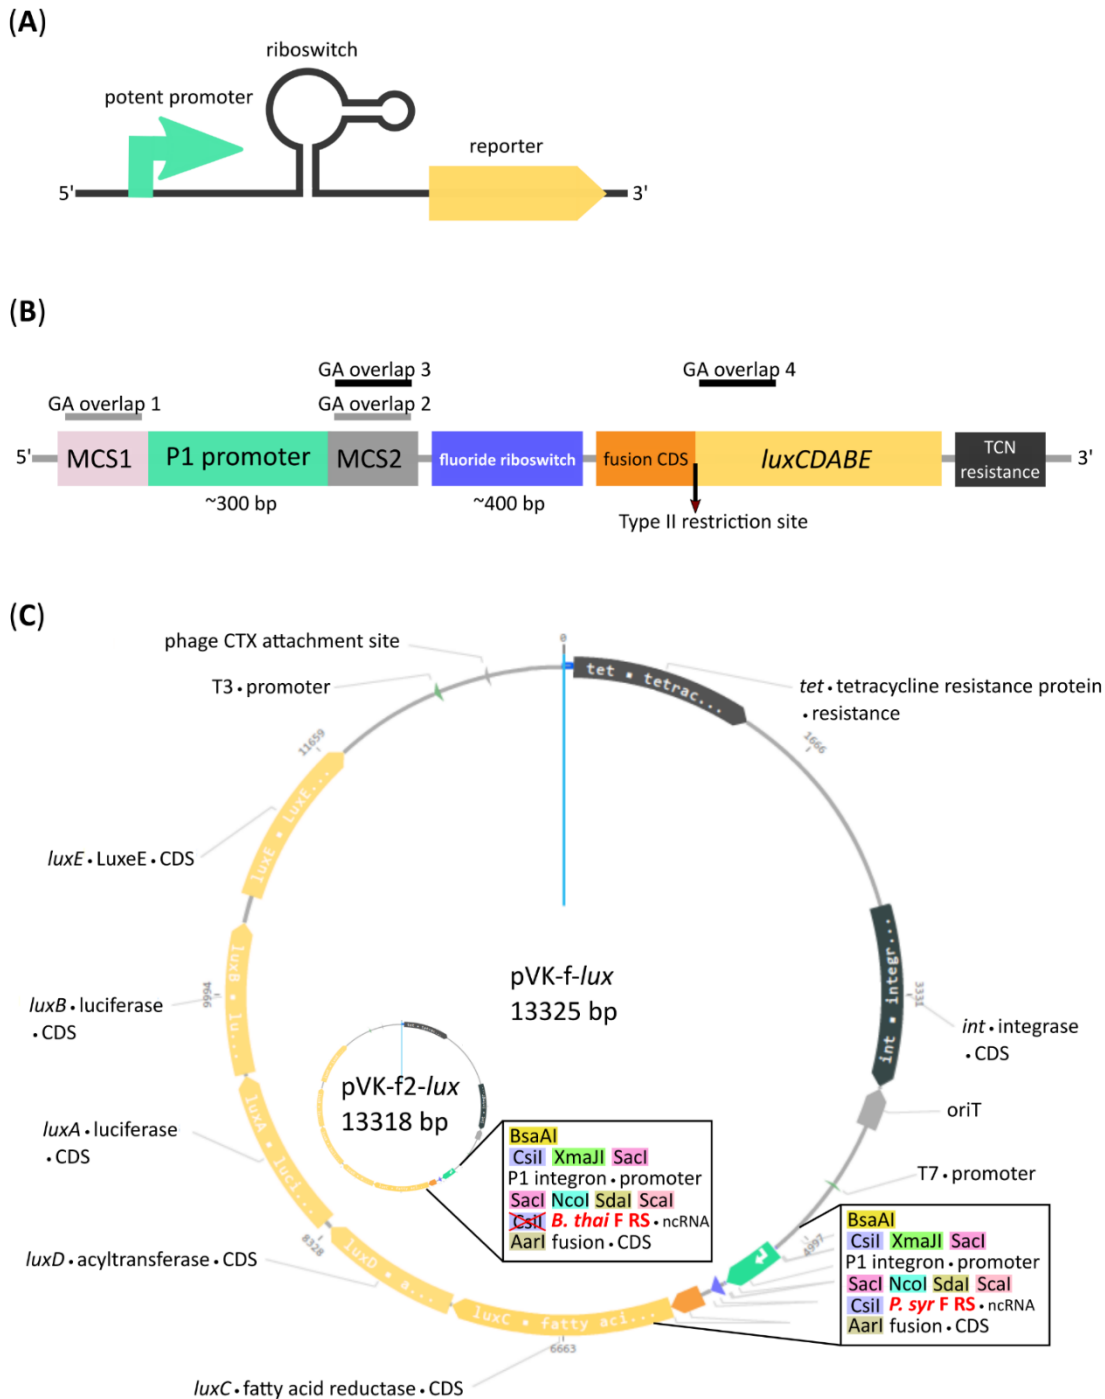 (A)
riboswitch
potent promoter
reporter
5'
3'
(B)
GA overlap 3
GA overlap 4
GA overlap 1
GA overlap 2
5'
MCS1
P1 promoter
MCS2
fluoride riboswitch
fusion CDS
luxCDABE
TCN
resistance
3'
~300 bp
~400 bp
Type II restriction site
(C)
phage CTX attachment site
0
T3 • promoter
tet ▪ tetrac...
tet • tetracycline resistance protein
• resistance
11659
1666
luxE ▪ LuxE...
luxE • LuxeE • CDS
int ▪ integr...
3331
int • integrase
• CDS
pVK-f-lux
13325 bp
luxB ▪ lu...
9994
luxB • luciferase
• CDS
pVK-f2-lux
13318 bp
oriT
luxA ▪ luci...
luxA • luciferase
• CDS
T7 • promoter
BsaAI
CsiI XmaJI SacI
P1 integron • promoter
SacI NcoI SdaI ScaI
CsiI B. thai F RS • ncRNA
AarI fusion • CDS
4997
BsaAI
CsiI XmaJI SacI
P1 integron • promoter
SacI NcoI SdaI ScaI
CsiI P. syr F RS • ncRNA
AarI fusion • CDS
8328
luxD ▪ a...
luxD • acyltransferase • CDS
luxC ▪ fatty aci...
6663
luxC • fatty acid reductase • CDS